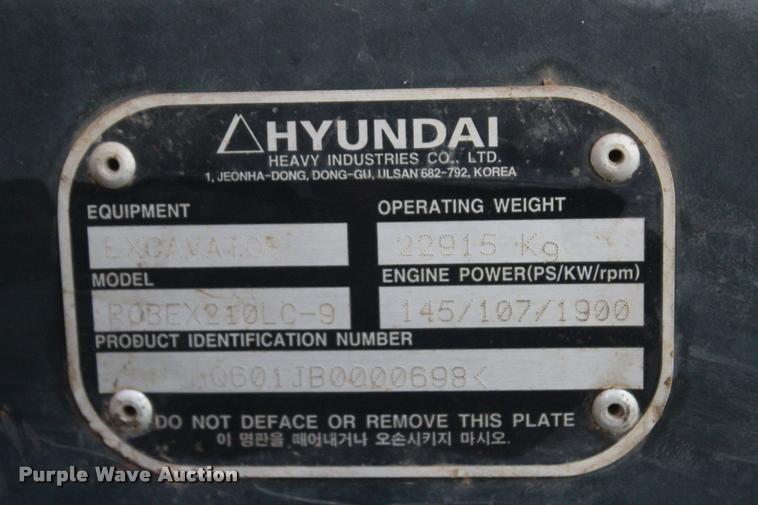 HYUNDAI
HEAVY INDUSTRIES CO., LTD.
1, JEONHA-DONG, DONG-GU, ULSAN 682-792, KOREA
EQUIPMENT
OPERATING WEIGHT
EXCAVATOR
22915 Kg
MODEL
ENGINE POWER(PS/KW/rpm)
ROBEX210LC-9
145/107/1900
PRODUCT IDENTIFICATION NUMBER
Q601JB0000698<
DO NOT DEFACE OR REMOVE THIS PLATE
이 명판을 떼어내거나 오손시키지 마시오.
Purple Wave Auction